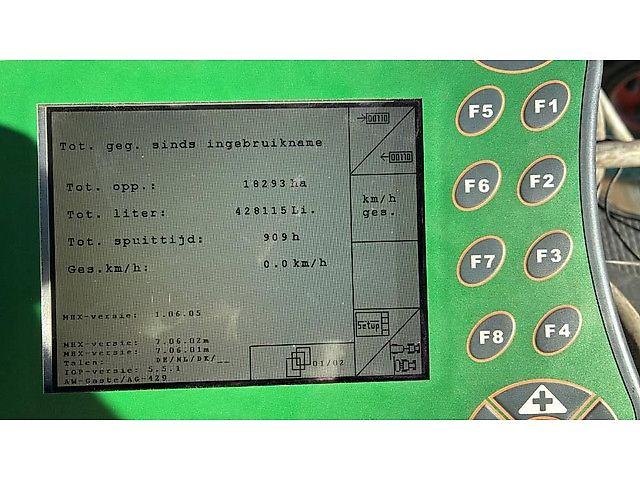 Tot. geg. sinds ingebruikname
Tot. opp.: 18293 ha
Tot. liter: 428115 Li.
Tot. spuittijd: 909 h
Ges.km/h: 0.0 km/h
MHX-versie: 1.06.05
MHX-versie: 7.06.02m
MHX-versie: 7.06.01m
Talen: DE/NL/DK/__
IOP-versie: 5.5.1
AW-Gaste/AG-429
00110
00110
km/h
ges.
Setup
01/02
F5 F1
F6 F2
F7 F3
F8 F4